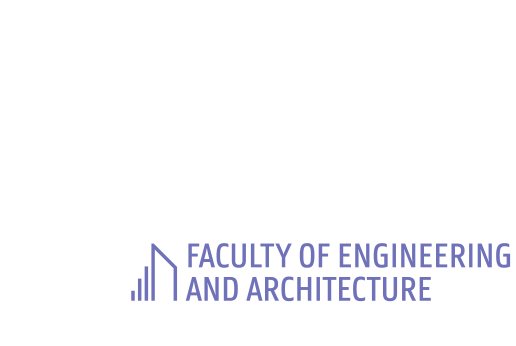 FACULTY OF ENGINEERING
AND ARCHITECTURE